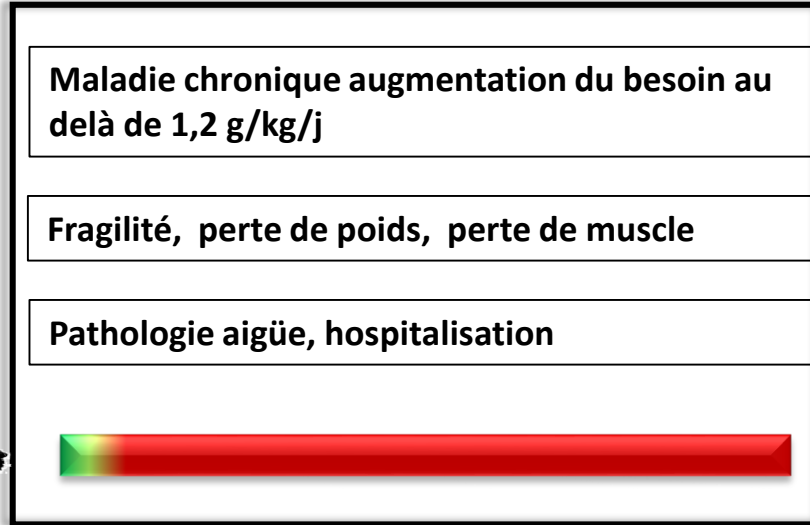 Maladie chronique augmentation du besoin au
delà de 1,2 g/kg/j
Fragilité, perte de poids, perte de muscle
Pathologie aigüe, hospitalisation